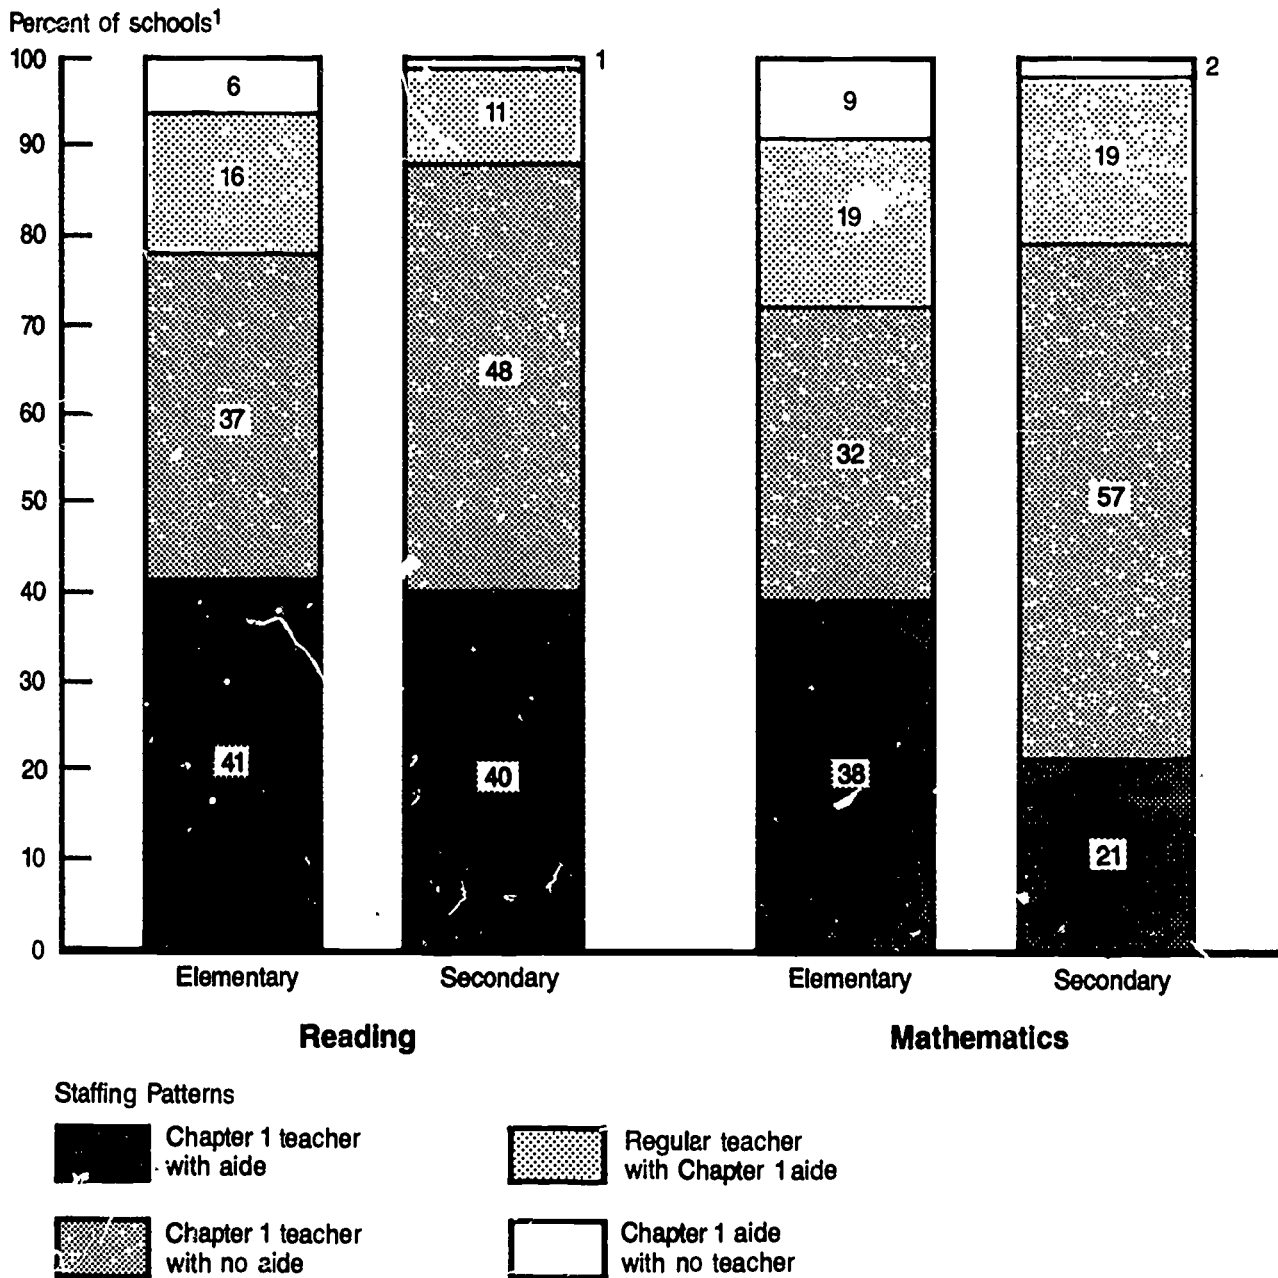 Percent of schools1
100
90
80
70
60
50
40
30
20
10
0
6
16
37
41
1
11
48
40
9
19
32
38
2
19
57
21
Elementary
Secondary
Elementary
Secondary
Reading
Mathematics
Staffing Patterns
Chapter 1 teacher
with aide
Chapter 1 teacher
with no aide
Regular teacher
with Chapter 1 aide
Chapter 1 aide
with no teacher